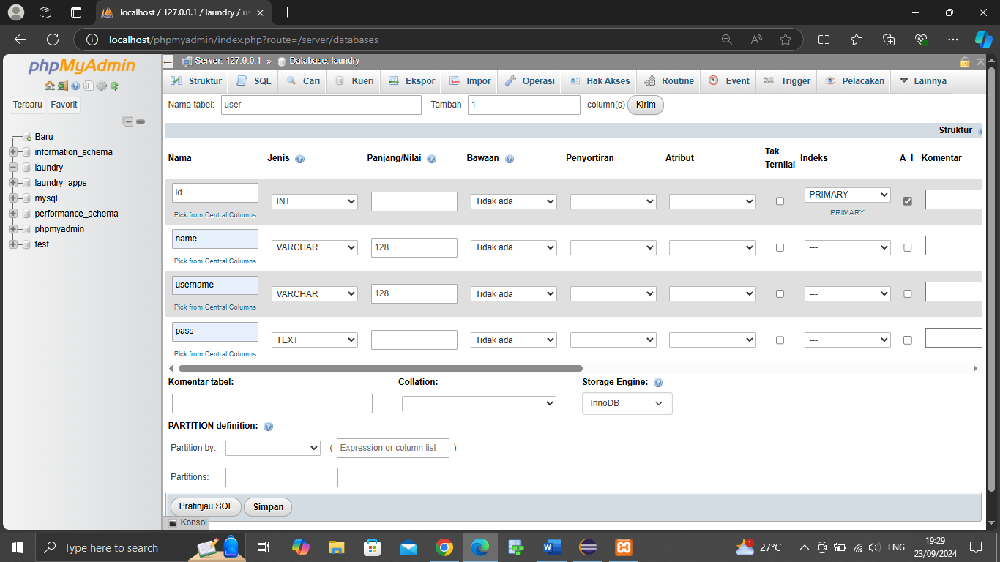 localhost / 127.0.0.1 / laundry / us
localhost/phpmyadmin/index.php?route=/server/databases
phpMyAdmin
Terbaru Favorit
Baru
information_schema
laundry
laundry_apps
mysql
performance_schema
phpmyadmin
test
Server: 127.0.0.1 » Database: laundry
Struktur SQL Cari Kueri Ekspor Impor Operasi Hak Akses Routine Event Trigger Pelacakan Lainnya
Nama tabel: user Tambah 1 column(s) Kirim
Struktur
Nama Jenis Panjang/Nilai Bawaan Penyortiran Atribut Tak Ternilai Indeks A_I Komentar
id INT Tidak ada PRIMARY
Pick from Central Columns PRIMARY
name VARCHAR 128 Tidak ada ---
Pick from Central Columns
username VARCHAR 128 Tidak ada ---
Pick from Central Columns
pass TEXT Tidak ada ---
Pick from Central Columns
Komentar tabel: Collation: Storage Engine:
InnoDB
PARTITION definition:
Partition by: ( Expression or column list )
Partitions:
Pratinjau SQL Simpan
Konsol
Type here to search
27°C
ENG
19:29
23/09/2024